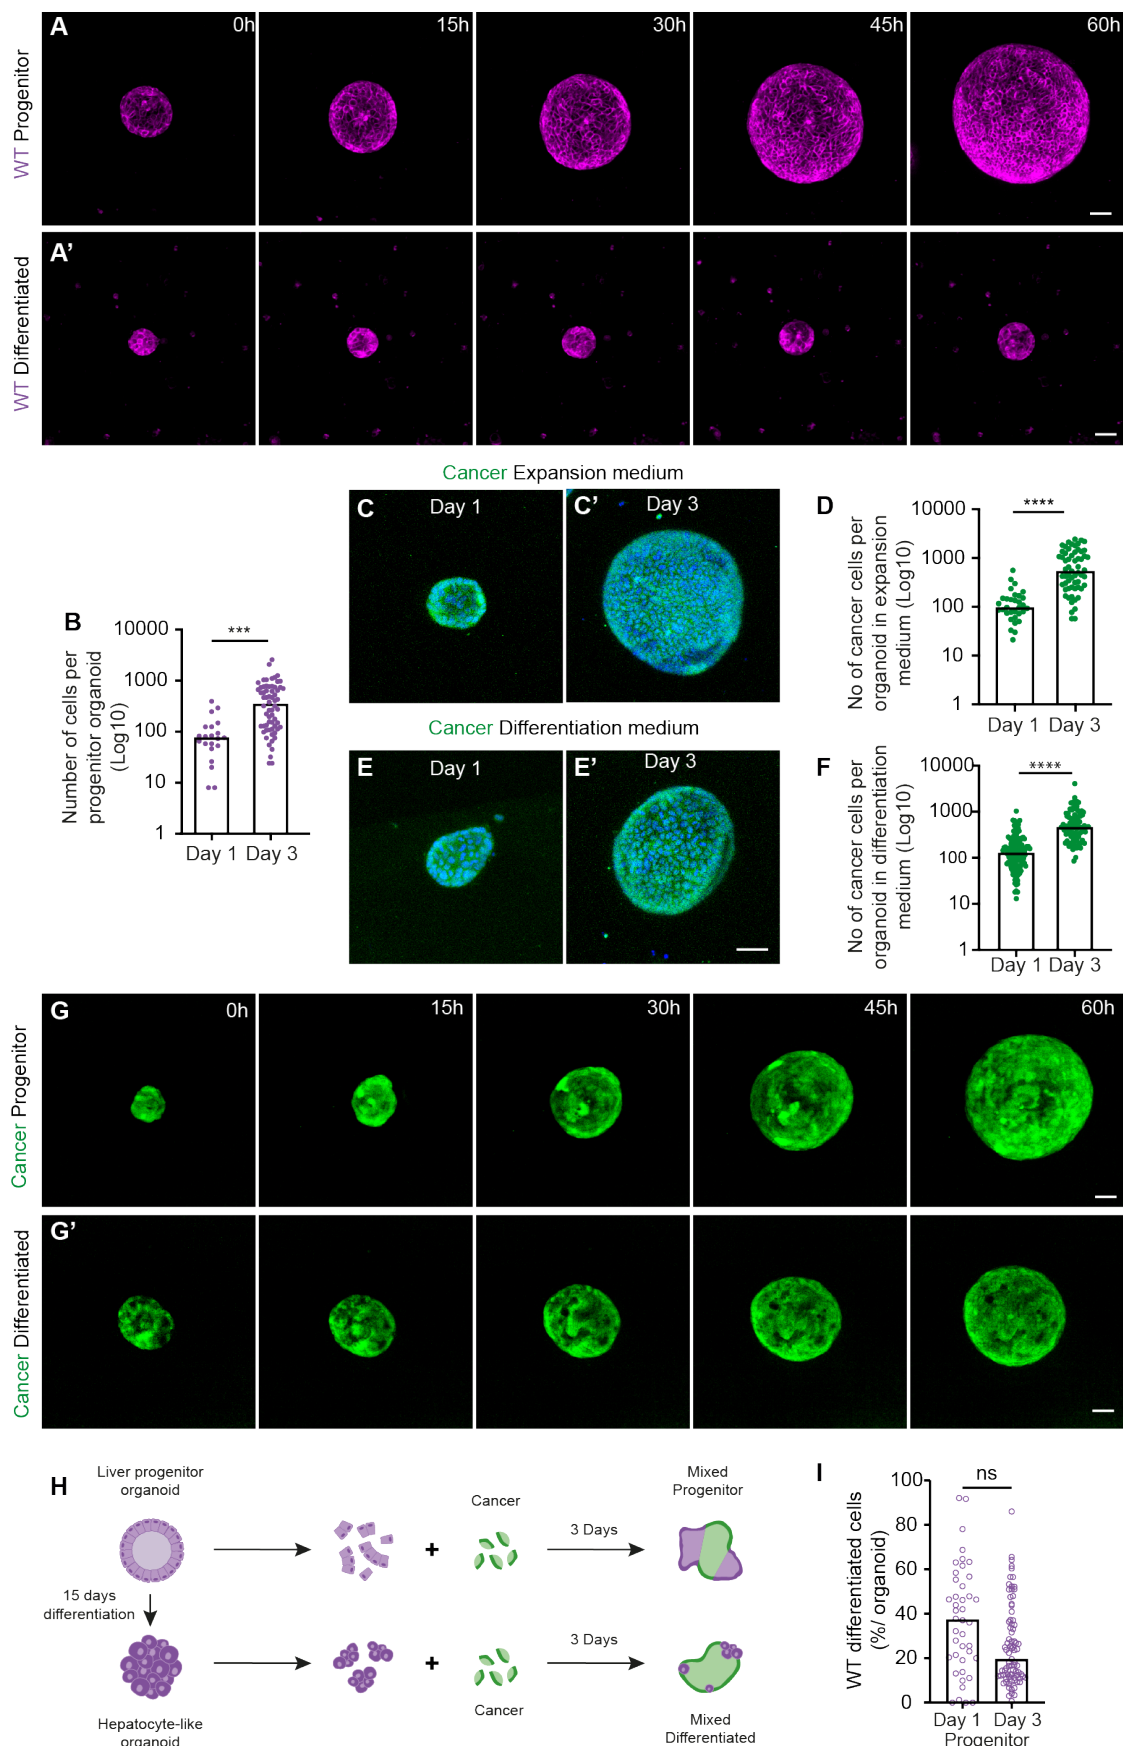 A
0h
15h
30h
45h
60h
WT Progenitor
A’
WT Differentiated
Cancer Expansion medium
C
Day 1
C’
Day 3
D
No of cancer cells per
organoid in expansion
medium (Log10)
10000
1000
100
10
1
****
Day 1
Day 3
B
Number of cells per
progenitor organoid
(Log10)
10000
1000
100
10
1
***
Day 1
Day 3
Cancer Differentiation medium
E
Day 1
E’
Day 3
F
No of cancer cells per
organoid in differentiation
medium (Log10)
10000
1000
100
10
1
****
Day 1
Day 3
G
0h
15h
30h
45h
60h
Cancer Progenitor
G’
Cancer Differentiated
H
Liver progenitor
organoid
Cancer
+
3 Days
Mixed
Progenitor
15 days
differentiation
+
3 Days
Cancer
Hepatocyte-like
organoid
Mixed
Differentiated
I
WT differentiated cells
(%/ organoid)
100
80
60
40
20
0
ns
Day 1
Day 3
Progenitor